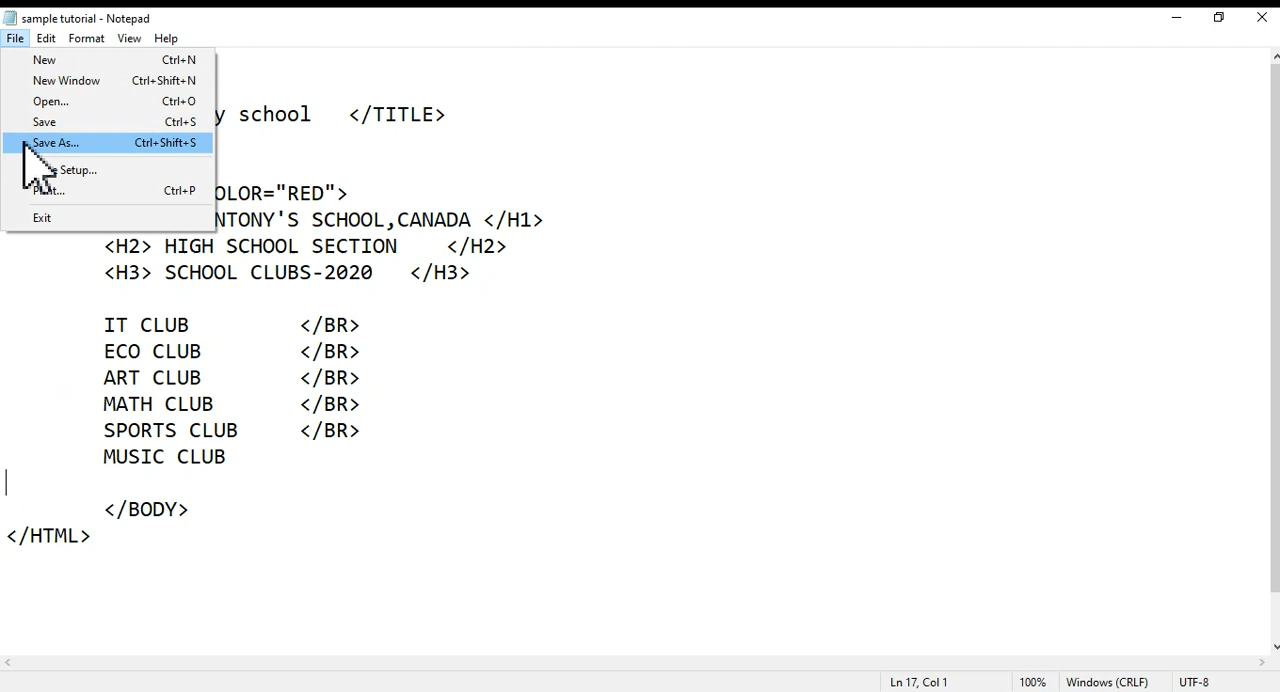 sample tutorial - Notepad
File Edit Format View Help
New Ctrl+N
New Window Ctrl+Shift+N
Open... Ctrl+O
Save Ctrl+S
Save As... Ctrl+Shift+S
Setup...
Ctrl+P
Exit
school </TITLE>
OLOR="RED">
NTONY'S SCHOOL,CANADA </H1>
<H2> HIGH SCHOOL SECTION </H2>
<H3> SCHOOL CLUBS-2020 </H3>
IT CLUB </BR>
ECO CLUB </BR>
ART CLUB </BR>
MATH CLUB </BR>
SPORTS CLUB </BR>
MUSIC CLUB
</BODY>
</HTML>
Ln 17, Col 1 100% Windows (CRLF) UTF-8